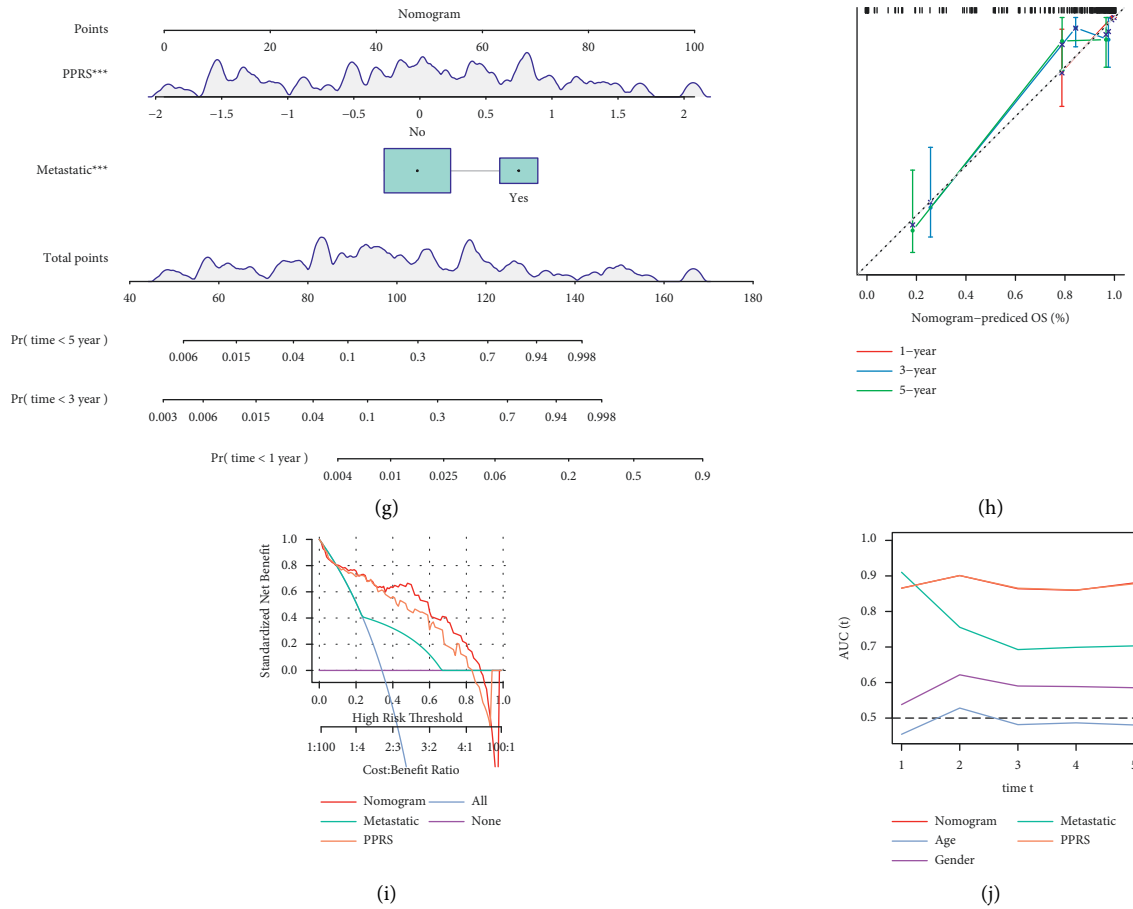 Nomogram
Points
0 20 40 60 80 100
PPRS***
−2 −1.5 −1 −0.5 0 0.5 1 1.5 2
No
Metastatic***
Yes
Total points
40 60 80 100 120 140 160 180
Pr( time < 5 year )
0.006 0.015 0.04 0.1 0.3 0.7 0.94 0.998
Pr( time < 3 year )
0.003 0.006 0.015 0.04 0.1 0.3 0.7 0.94 0.998
Pr( time < 1 year )
0.004 0.01 0.025 0.06 0.2 0.5 0.9
(g)
0.0 0.2 0.4 0.6 0.8 1.0
Nomogram−prediced OS (%)
1−year
3−year
5−year
(h)
Standardized Net Benefit
1.0
0.8
0.6
0.4
0.2
0.0
0.0 0.2 0.4 0.6 0.8 1.0
High Risk Threshold
1:100 1:4 2:3 3:2 4:1 100:1
Cost:Benefit Ratio
Nomogram All
Metastatic None
PPRS
(i)
AUC (t)
1.0
0.9
0.8
0.7
0.6
0.5
1 2 3 4 5
time t
Nomogram Metastatic
Age PPRS
Gender
(j)